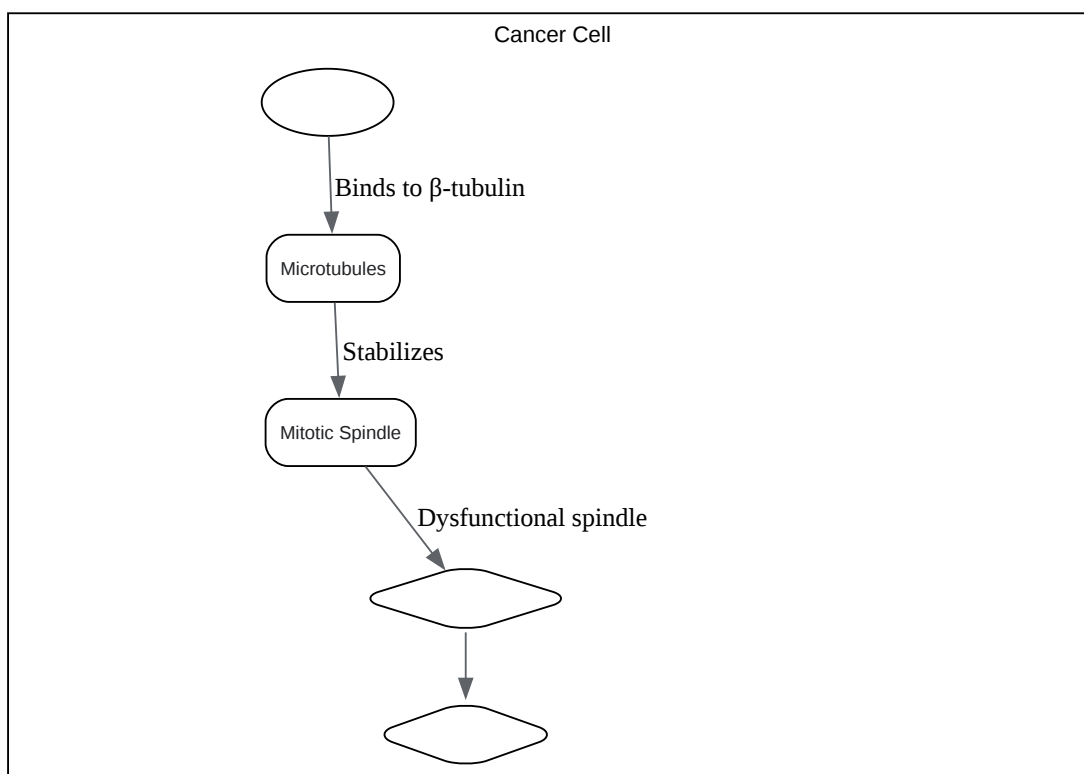 Cancer Cell
Binds to β-tubulin
Microtubules
Stabilizes
Mitotic Spindle
Dysfunctional spindle